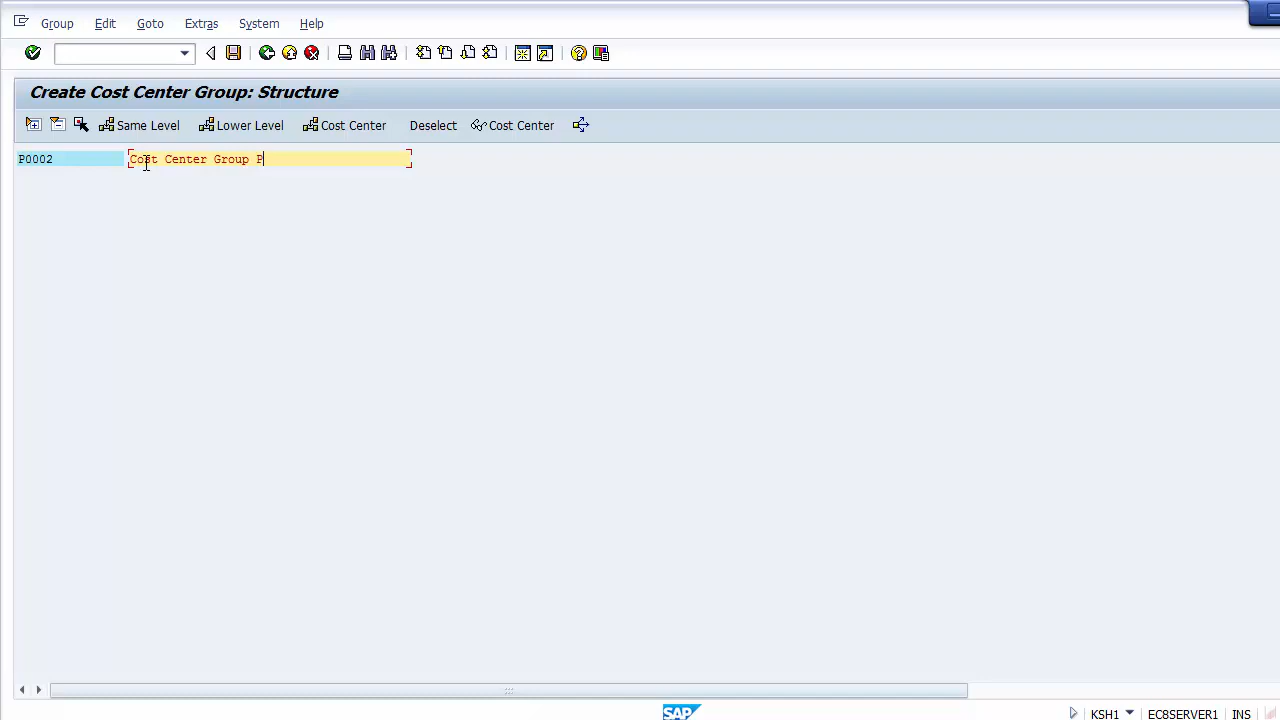 Group Edit Goto Extras System Help
Create Cost Center Group: Structure
Same Level Lower Level Cost Center Deselect Cost Center
P0002 Cost Center Group P
SAP KSH1 EC8SERVER1 INS